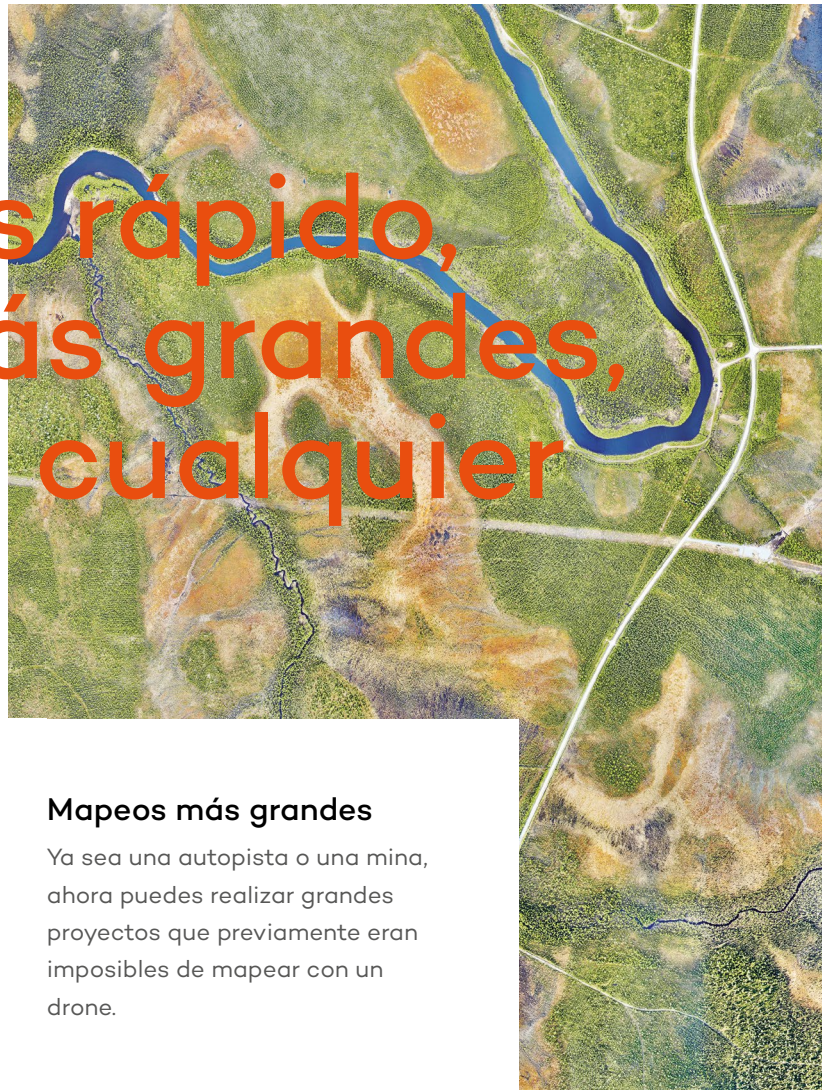 s rápido,
ás grandes,
cualquier
Mapeos más grandes
Ya sea una autopista o una mina,
ahora puedes realizar grandes
proyectos que previamente eran
imposibles de mapear con un
drone.